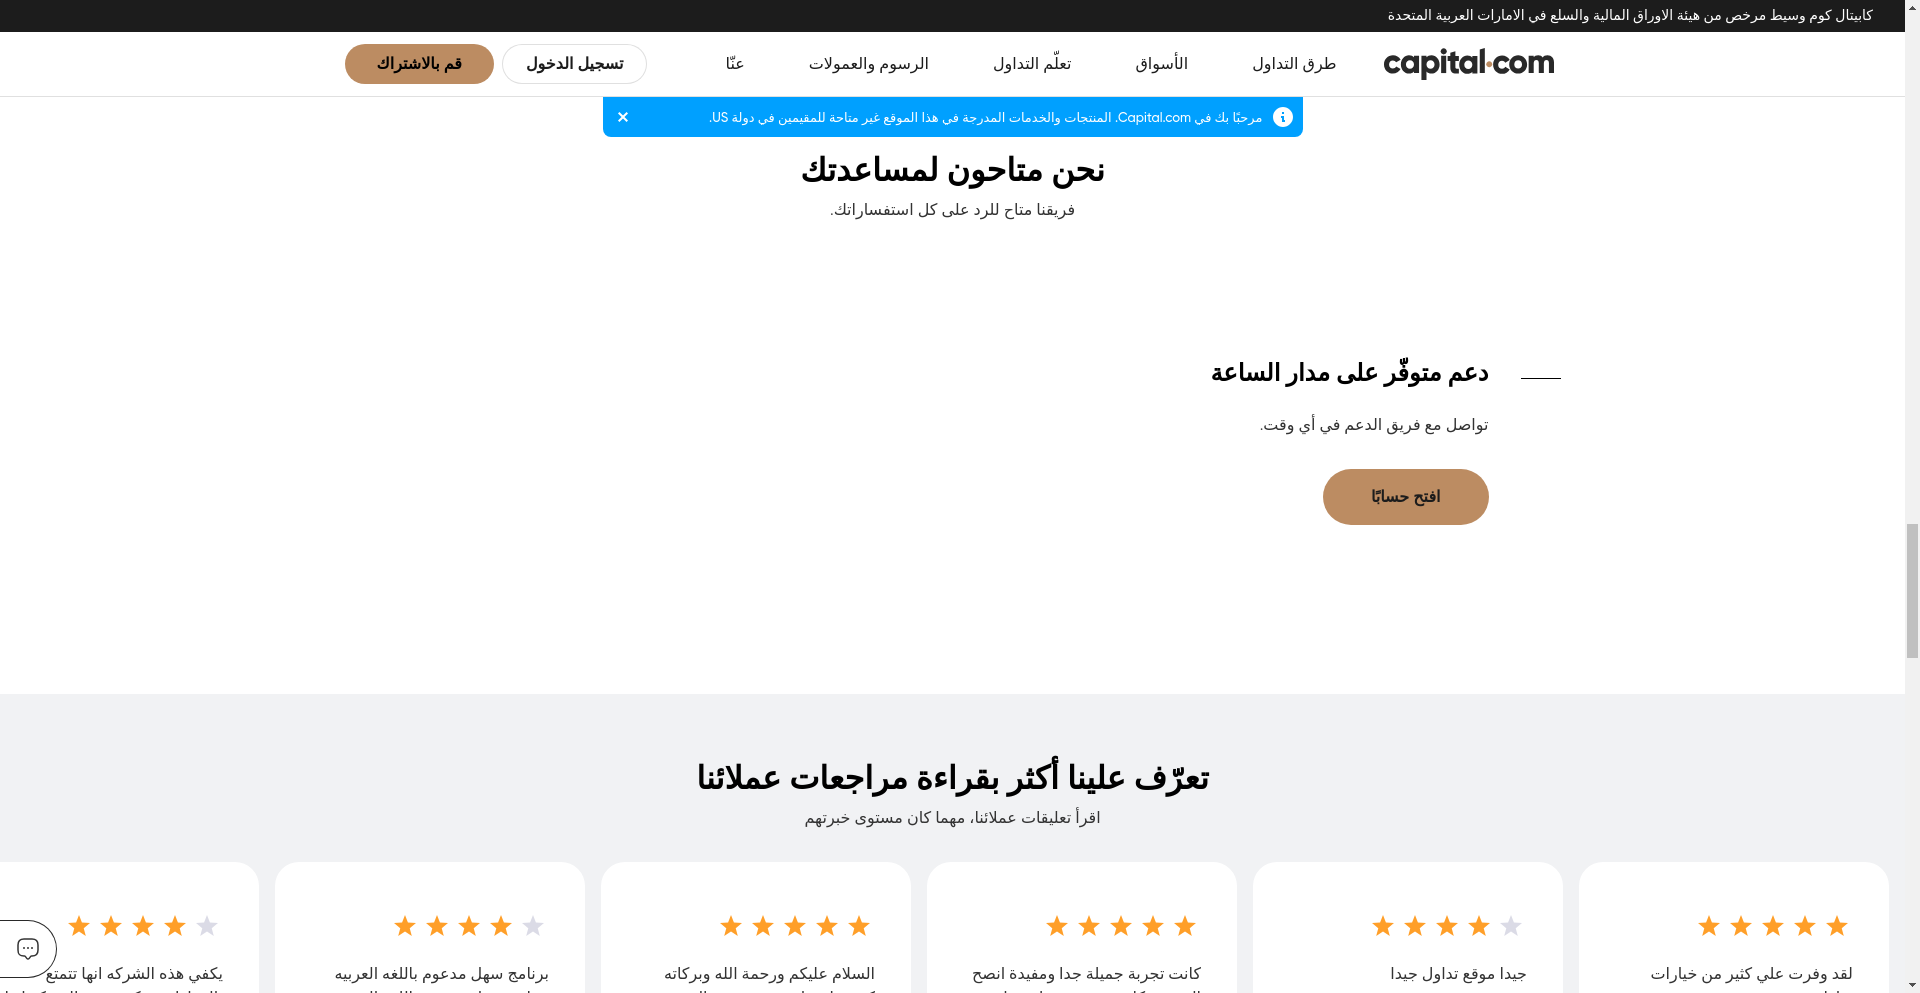 كابيتال كوم وسيط مرخص من هيئة الاوراق المالية والسلع في الامارات العربية المتحدة
capital.com
طرق التداول
الأسواق
تعلّم التداول
الرسوم والعمولات
عنّا
تسجيل الدخول
قم بالاشتراك
مرحبًا بك في Capital.com. المنتجات والخدمات المدرجة في هذا الموقع غير متاحة للمقيمين في دولة US.
نحن متاحون لمساعدتك
فريقنا متاح للرد على كل استفساراتك.
دعم متوفّر على مدار الساعة
تواصل مع فريق الدعم في أي وقت.
افتح حسابًا
تعرّف علينا أكثر بقراءة مراجعات عملائنا
اقرأ تعليقات عملائنا، مهما كان مستوى خبرتهم
لقد وفرت علي كثير من خيارات
جيدا موقع تداول جيدا
كانت تجربة جميلة جدا ومفيدة انصح
السلام عليكم ورحمة الله وبركاته
برنامج سهل مدعوم باللغه العربيه
يكفي هذه الشركه انها تتمتع